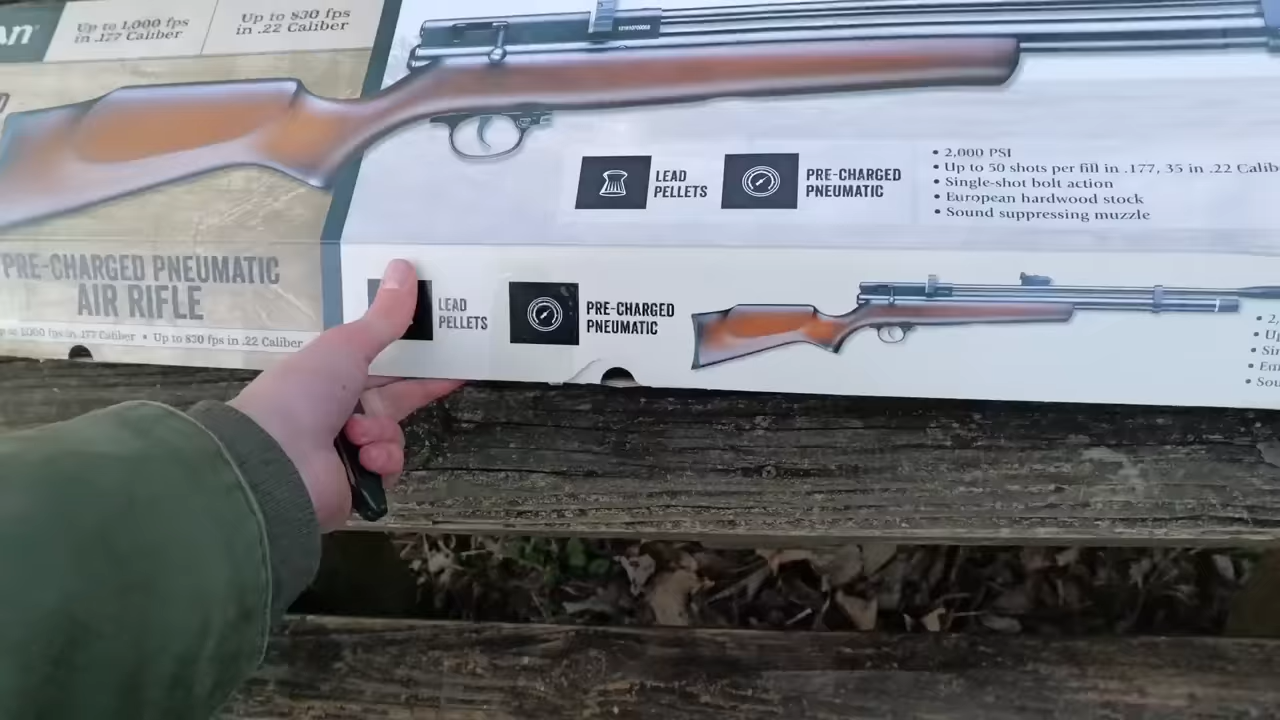 AN
Up to 1,000 fps
in .177 Caliber
Up to 830 fps
in .22 Caliber
LEAD
PELLETS
PRE-CHARGED
PNEUMATIC
• 2,000 PSI
• Up to 50 shots per fill in .177, 35 in .22 Calib
• Single-shot bolt action
• European hardwood stock
• Sound suppressing muzzle
PRE-CHARGED PNEUMATIC
AIR RIFLE
p to 1,000 fps in .177 Caliber • Up to 830 fps in .22 Caliber
LEAD
PELLETS
PRE-CHARGED
PNEUMATIC
• 2,
• Up
• Sin
• Eur
• Sou